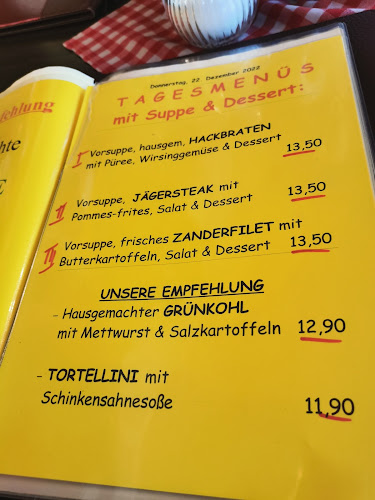 Donnerstag, 22. Dezember 2022
TAGESMENÜS
mit Suppe & Dessert:
I Vorsuppe, hausgem, HACKBRATEN
mit Püree, Wirsinggemüse & Dessert 13,50
II Vorsuppe, JÄGERSTEAK mit
Pommes-frites, Salat & Dessert 13,50
III Vorsuppe, frisches ZANDERFILET mit
Butterkartoffeln, Salat & Dessert 13,50
UNSERE EMPFEHLUNG
- Hausgemachter GRÜNKOHL
mit Mettwurst & Salzkartoffeln 12,90
- TORTELLINI mit
Schinkensahnesoße 11,90